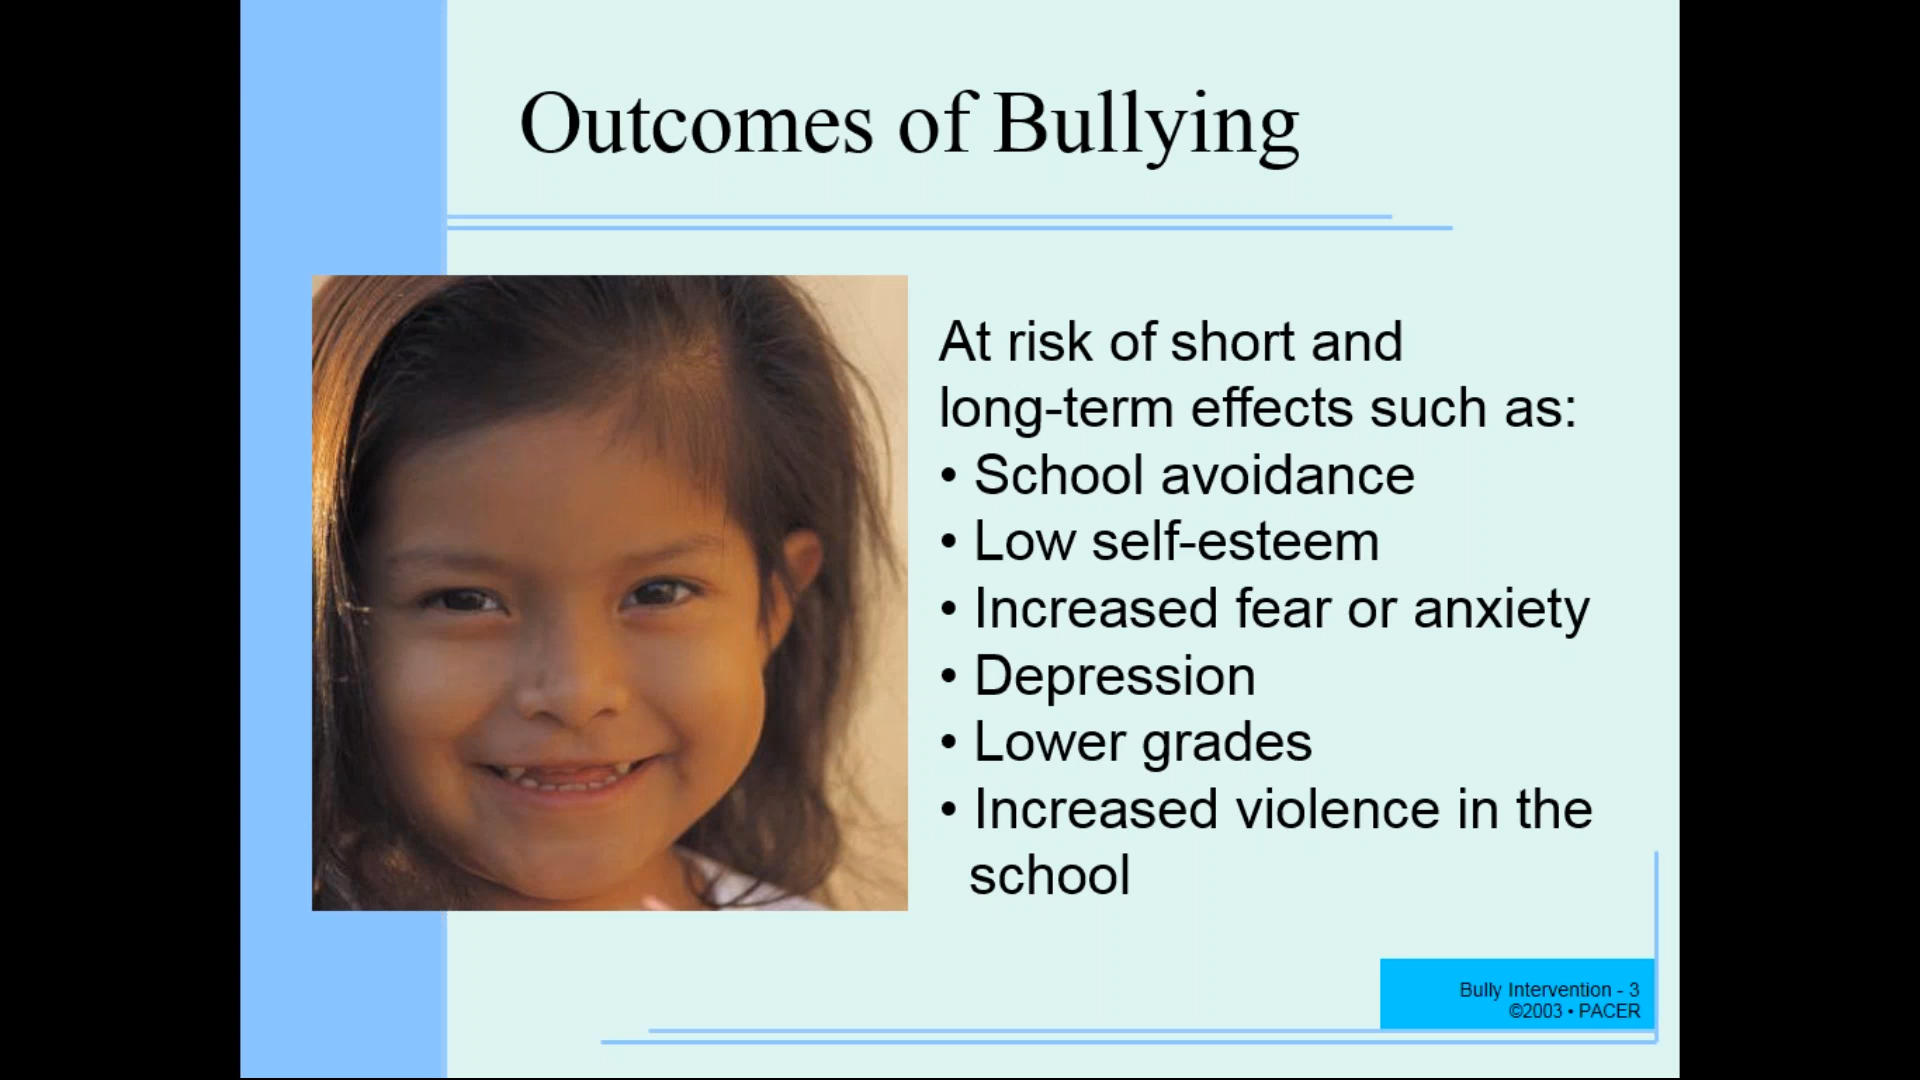 Outcomes of Bullying
At risk of short and
long-term effects such as:
• School avoidance
• Low self-esteem
• Increased fear or anxiety
• Depression
• Lower grades
• Increased violence in the
school
Bully Intervention - 3
©2003 • PACER